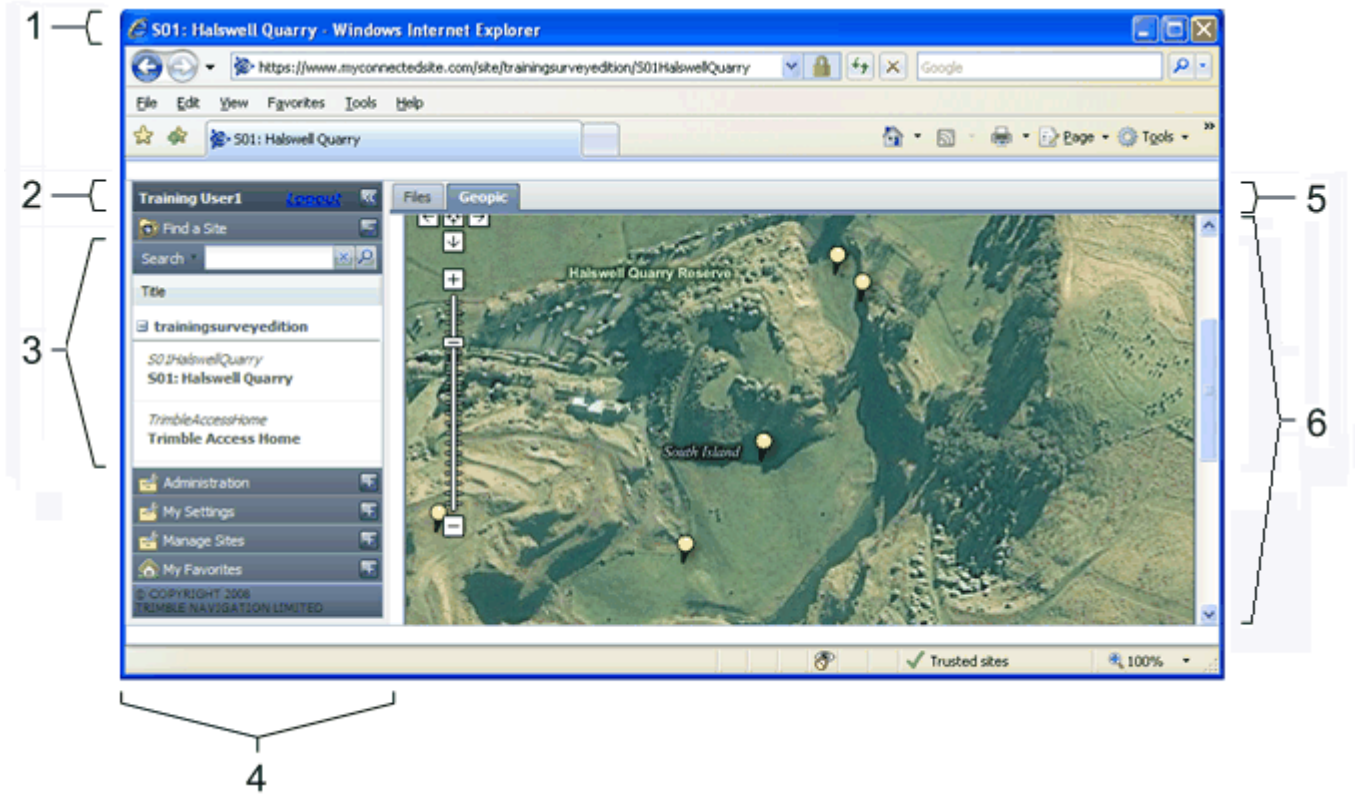 1
S01: Halswell Quarry - Windows Internet Explorer
https://www.myconnectedsite.com/site/trainingsurveyedition/S01HalswellQuarry
Google
File Edit View Favorites Tools Help
S01: Halswell Quarry
Page Tools
2
Training User1 Logout
Files Geopic
5
Find a Site
Search
Title
trainingsurveyedition
3
S01HalswellQuarry
S01: Halswell Quarry
TrimbleAccessHome
Trimble Access Home
Administration
My Settings
Manage Sites
My Favorites
© COPYRIGHT 2008
TRIMBLE NAVIGATION LIMITED
Halswell Quarry Reserve
South Island
6
Trusted sites
100%
4